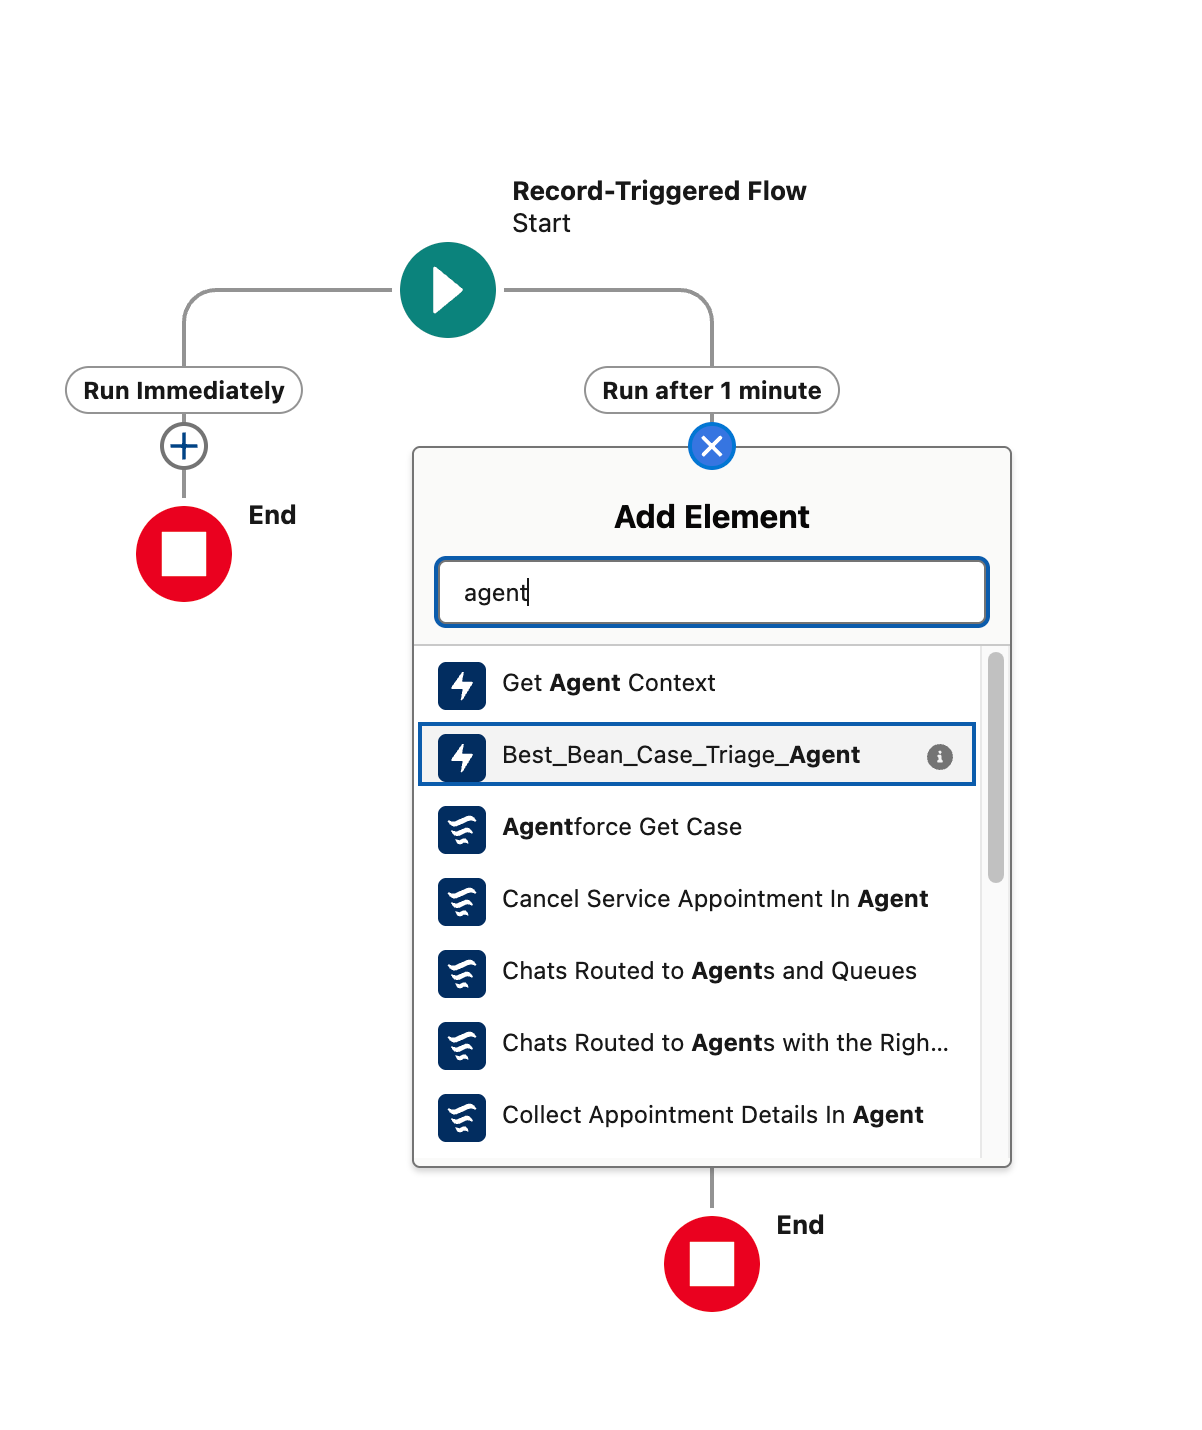 Record-Triggered Flow
Start
Run Immediately
Run after 1 minute
End
Add Element
agent
Get Agent Context
Best_Bean_Case_Triage_Agent
Agentforce Get Case
Cancel Service Appointment In Agent
Chats Routed to Agents and Queues
Chats Routed to Agents with the Righ...
Collect Appointment Details In Agent
End